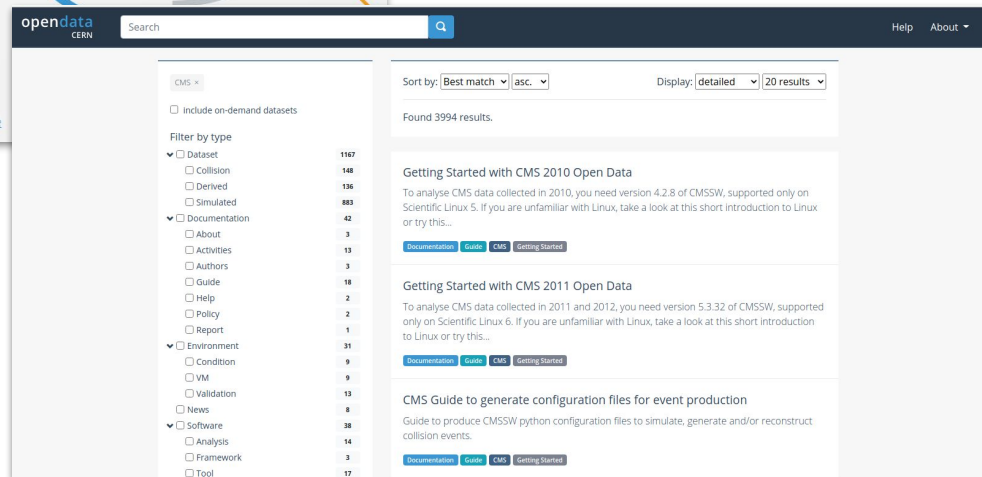 opendata
CERN
Search
Help About
CMS ×
include on-demand datasets
Filter by type
Dataset 1167
Collision 148
Derived 136
Simulated 883
Documentation 42
About 3
Activities 13
Authors 3
Guide 18
Help 2
Policy 2
Report 1
Environment 31
Condition 9
VM 9
Validation 13
News 8
Software 38
Analysis 14
Framework 3
Tool 17
Sort by: Best match asc. Display: detailed 20 results
Found 3994 results.
Getting Started with CMS 2010 Open Data
To analyse CMS data collected in 2010, you need version 4.2.8 of CMSSW, supported only on
Scientific Linux 5. If you are unfamiliar with Linux, take a look at this short introduction to Linux
or try this...
Documentation Guide CMS Getting Started
Getting Started with CMS 2011 Open Data
To analyse CMS data collected in 2011 and 2012, you need version 5.3.32 of CMSSW, supported
only on Scientific Linux 6. If you are unfamiliar with Linux, take a look at this short introduction
to Linux or try this...
Documentation Guide CMS Getting Started
CMS Guide to generate configuration files for event production
Guide to produce CMSSW python configuration files to simulate, generate and/or reconstruct
collision events.
Documentation Guide CMS Getting Started